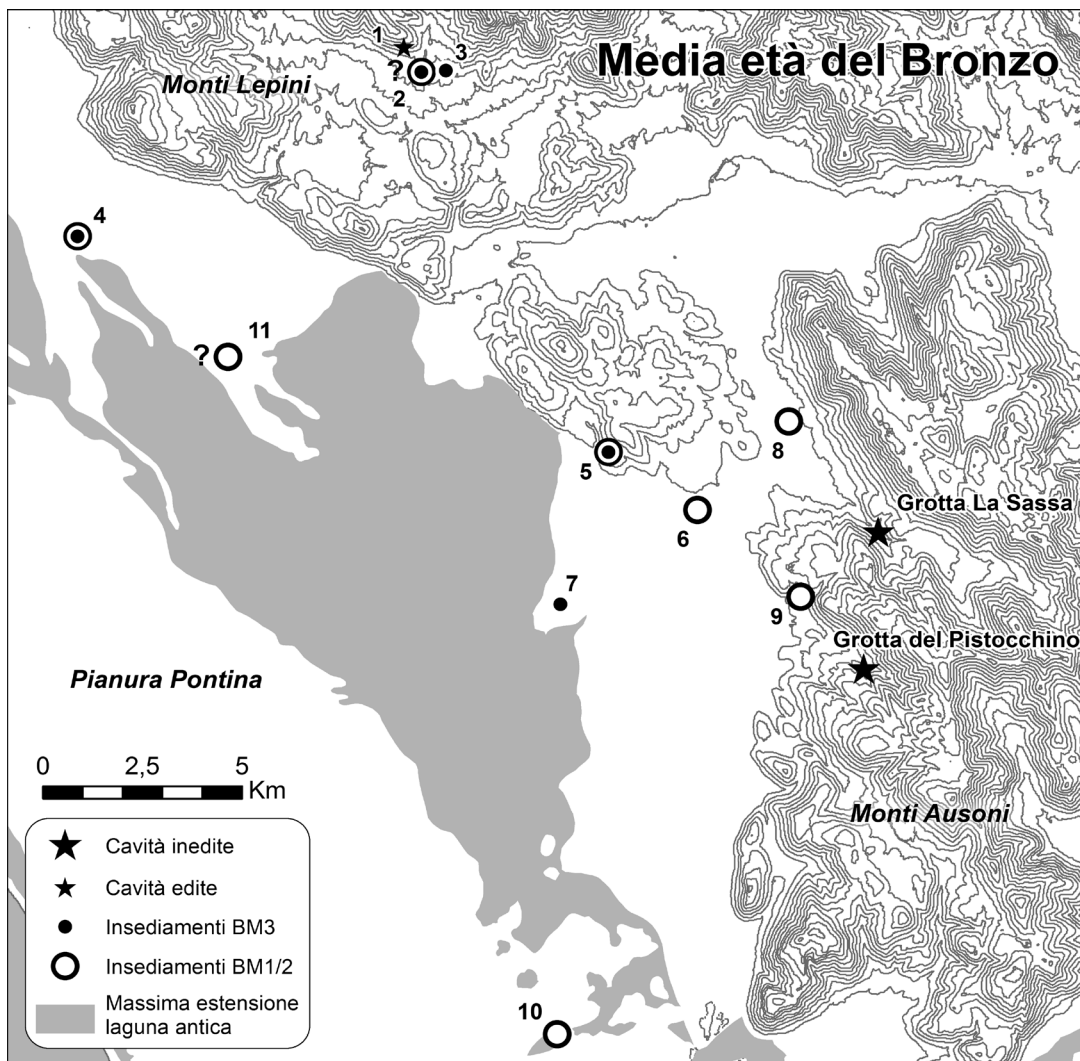 Media età del Bronzo
1
3
?
2
Monti Lepini
4
11
?
8
5
Grotta La Sassa
6
7
9
Grotta del Pistocchino
Pianura Pontina
0 2,5 5
Km
Monti Ausoni
Cavità inedite
Cavità edite
Insediamenti BM3
Insediamenti BM1/2
Massima estensione
laguna antica
10